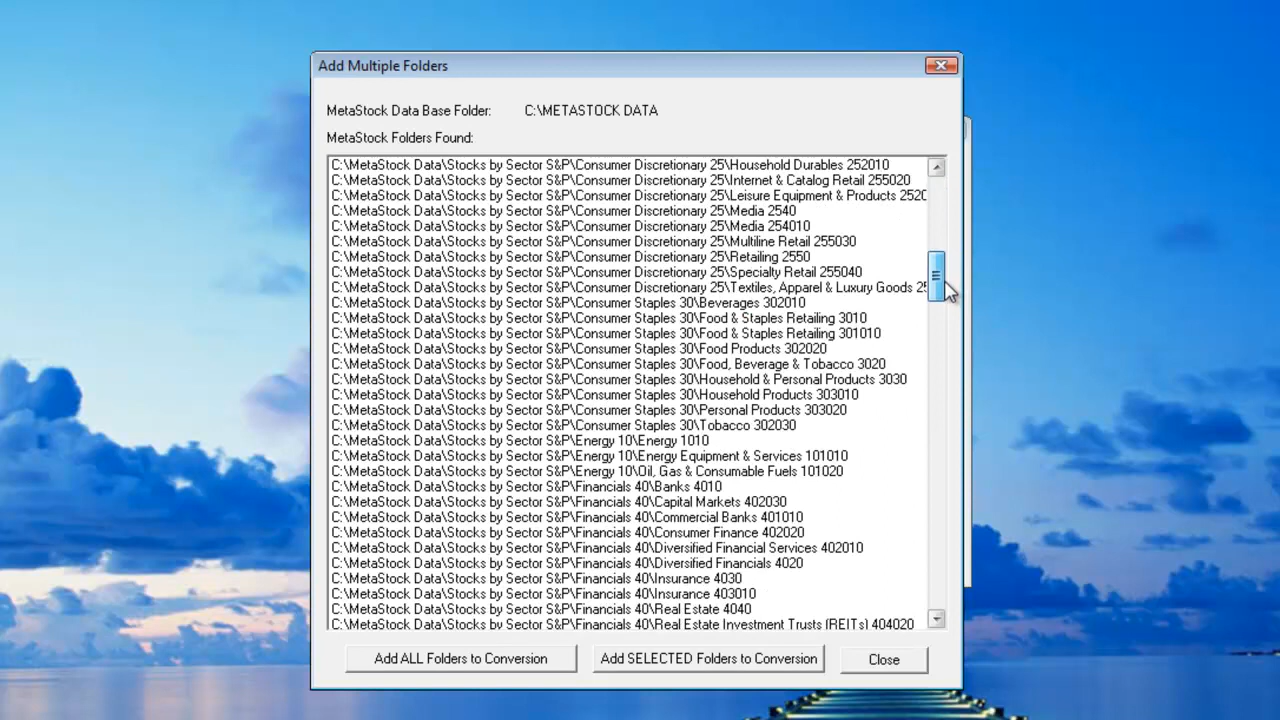 Add Multiple Folders
MetaStock Data Base Folder: C:\METASTOCK DATA
MetaStock Folders Found:
C:\MetaStock Data\Stocks by Sector S&P\Consumer Discretionary 25\Household Durables 252010
C:\MetaStock Data\Stocks by Sector S&P\Consumer Discretionary 25\Internet & Catalog Retail 255020
C:\MetaStock Data\Stocks by Sector S&P\Consumer Discretionary 25\Leisure Equipment & Products 2520
C:\MetaStock Data\Stocks by Sector S&P\Consumer Discretionary 25\Media 2540
C:\MetaStock Data\Stocks by Sector S&P\Consumer Discretionary 25\Media 254010
C:\MetaStock Data\Stocks by Sector S&P\Consumer Discretionary 25\Multiline Retail 255030
C:\MetaStock Data\Stocks by Sector S&P\Consumer Discretionary 25\Retailing 2550
C:\MetaStock Data\Stocks by Sector S&P\Consumer Discretionary 25\Specialty Retail 255040
C:\MetaStock Data\Stocks by Sector S&P\Consumer Discretionary 25\Textiles, Apparel & Luxury Goods 25
C:\MetaStock Data\Stocks by Sector S&P\Consumer Staples 30\Beverages 302010
C:\MetaStock Data\Stocks by Sector S&P\Consumer Staples 30\Food & Staples Retailing 3010
C:\MetaStock Data\Stocks by Sector S&P\Consumer Staples 30\Food & Staples Retailing 301010
C:\MetaStock Data\Stocks by Sector S&P\Consumer Staples 30\Food Products 302020
C:\MetaStock Data\Stocks by Sector S&P\Consumer Staples 30\Food, Beverage & Tobacco 3020
C:\MetaStock Data\Stocks by Sector S&P\Consumer Staples 30\Household & Personal Products 3030
C:\MetaStock Data\Stocks by Sector S&P\Consumer Staples 30\Household Products 303010
C:\MetaStock Data\Stocks by Sector S&P\Consumer Staples 30\Personal Products 303020
C:\MetaStock Data\Stocks by Sector S&P\Consumer Staples 30\Tobacco 302030
C:\MetaStock Data\Stocks by Sector S&P\Energy 10\Energy 1010
C:\MetaStock Data\Stocks by Sector S&P\Energy 10\Energy Equipment & Services 101010
C:\MetaStock Data\Stocks by Sector S&P\Energy 10\Oil, Gas & Consumable Fuels 101020
C:\MetaStock Data\Stocks by Sector S&P\Financials 40\Banks 4010
C:\MetaStock Data\Stocks by Sector S&P\Financials 40\Capital Markets 402030
C:\MetaStock Data\Stocks by Sector S&P\Financials 40\Commercial Banks 401010
C:\MetaStock Data\Stocks by Sector S&P\Financials 40\Consumer Finance 402020
C:\MetaStock Data\Stocks by Sector S&P\Financials 40\Diversified Financial Services 402010
C:\MetaStock Data\Stocks by Sector S&P\Financials 40\Diversified Financials 4020
C:\MetaStock Data\Stocks by Sector S&P\Financials 40\Insurance 4030
C:\MetaStock Data\Stocks by Sector S&P\Financials 40\Insurance 403010
C:\MetaStock Data\Stocks by Sector S&P\Financials 40\Real Estate 4040
C:\MetaStock Data\Stocks by Sector S&P\Financials 40\Real Estate Investment Trusts (REITs) 404020
Add ALL Folders to Conversion Add SELECTED Folders to Conversion Close